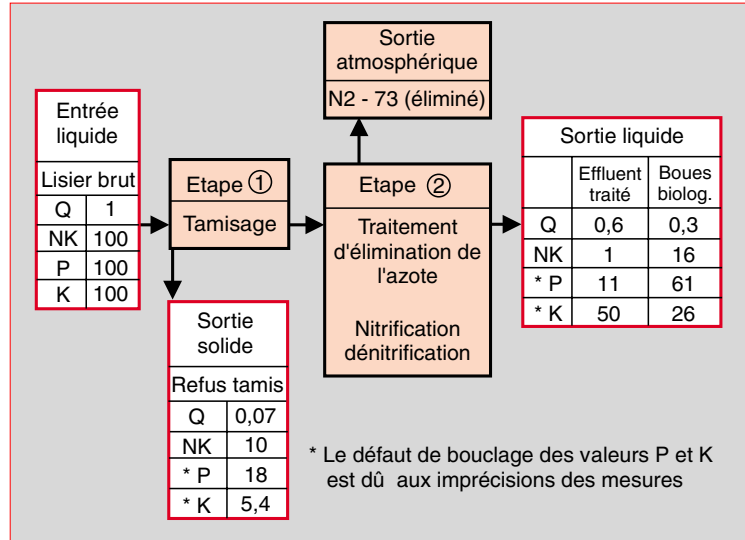 Entrée
liquide
Lisier brut
Q 1
NK 100
P 100
K 100
Etape ①
Tamisage
Sortie
solide
Refus tamis
Q 0,07
NK 10
* P 18
* K 5,4
Sortie
atmosphérique
N2 - 73 (éliminé)
Etape ②
Traitement
d'élimination de
l'azote
Nitrification
dénitrification
Sortie liquide
Effluent Boues
traité biolog.
Q 0,6 0,3
NK 1 16
* P 11 61
* K 50 26
* Le défaut de bouclage des valeurs P et K
est dû aux imprécisions des mesures